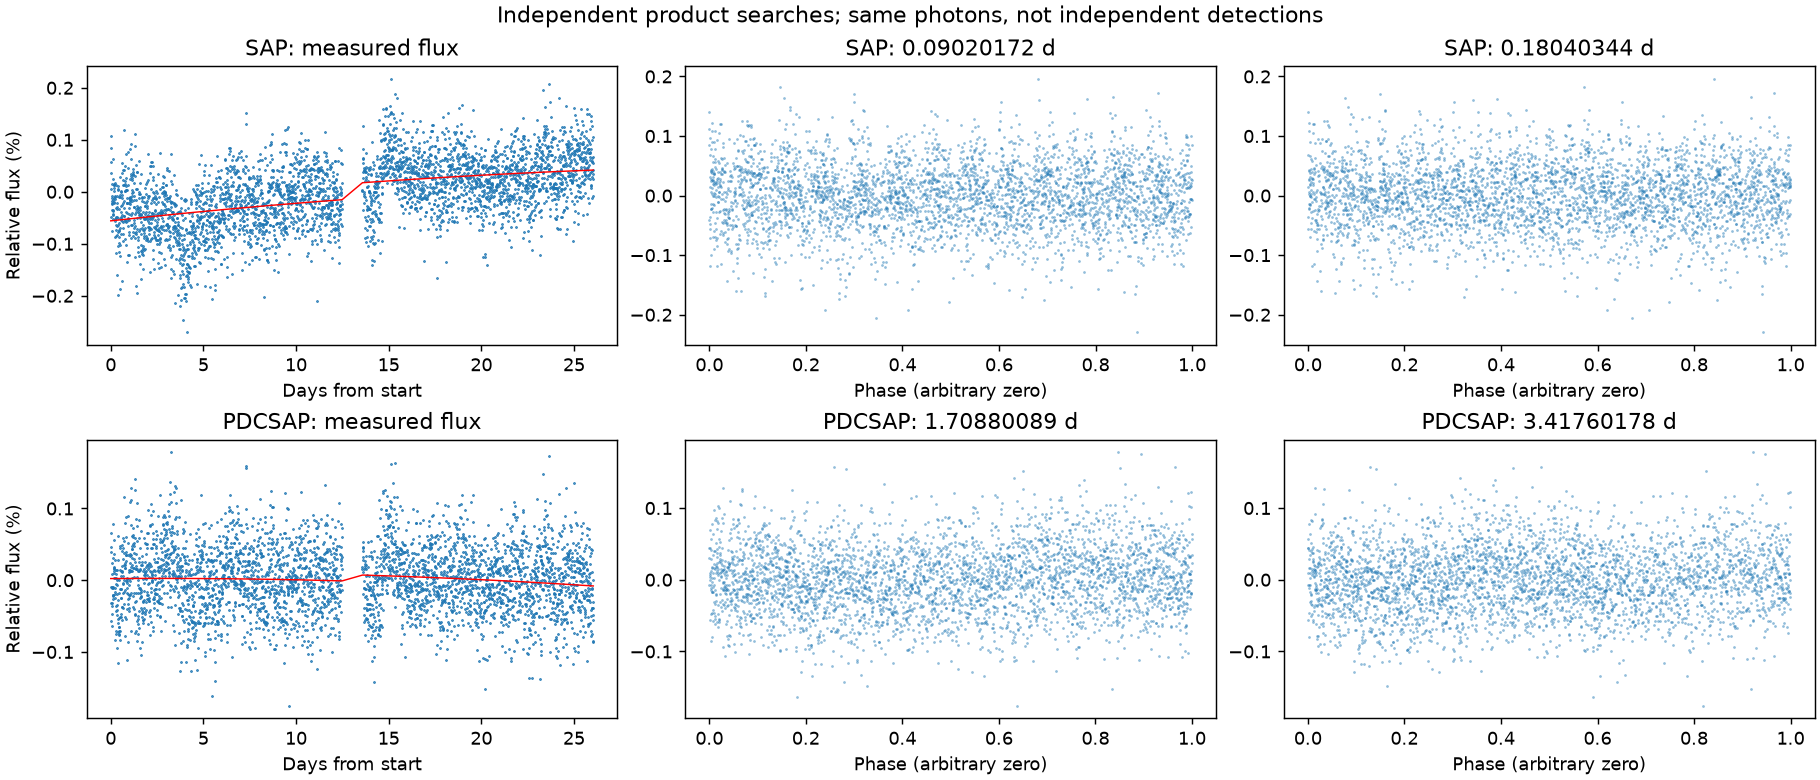 Independent product searches; same photons, not independent detections
SAP: measured flux
SAP: 0.09020172 d
SAP: 0.18040344 d
Relative flux (%)
0.2
0.1
0.0
−0.1
−0.2
0 5 10 15 20 25
Days from start
0.2
0.1
0.0
−0.1
−0.2
0.0 0.2 0.4 0.6 0.8 1.0
Phase (arbitrary zero)
0.2
0.1
0.0
−0.1
−0.2
0.0 0.2 0.4 0.6 0.8 1.0
Phase (arbitrary zero)
PDCSAP: measured flux
PDCSAP: 1.70880089 d
PDCSAP: 3.41760178 d
Relative flux (%)
0.1
0.0
−0.1
0 5 10 15 20 25
Days from start
0.1
0.0
−0.1
0.0 0.2 0.4 0.6 0.8 1.0
Phase (arbitrary zero)
0.1
0.0
−0.1
0.0 0.2 0.4 0.6 0.8 1.0
Phase (arbitrary zero)